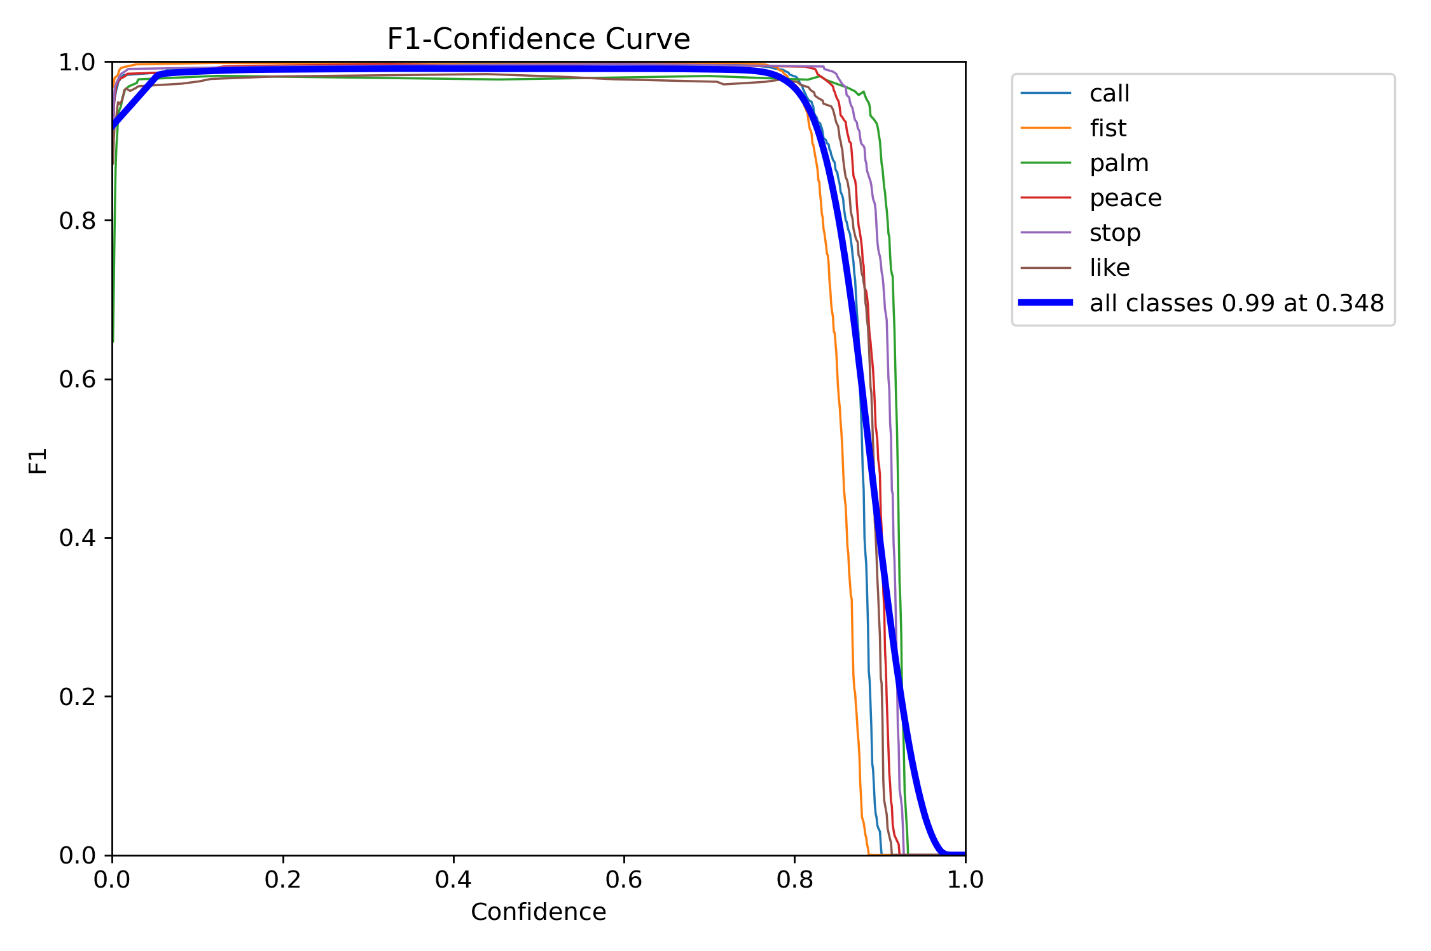 F1-Confidence Curve
1.0
0.8
0.6
0.4
0.2
0.0
F1
0.0 0.2 0.4 0.6 0.8 1.0
Confidence
call
fist
palm
peace
stop
like
all classes 0.99 at 0.348